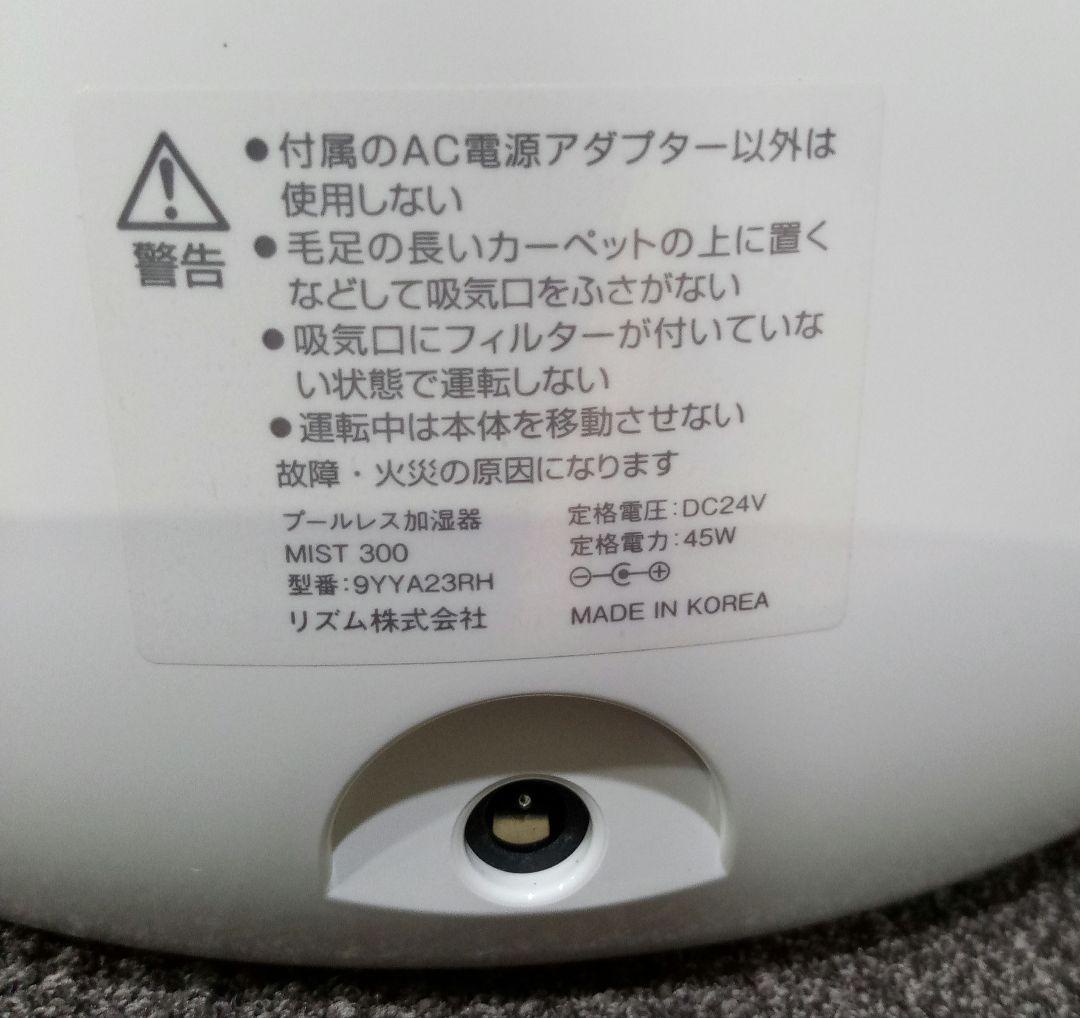 警告
●付属のAC電源アダプター以外は
使用しない
●毛足の長いカーペットの上に置く
などして吸気口をふさがない
●吸気口にフィルターが付いていな
い状態で運転しない
●運転中は本体を移動させない
故障・火災の原因になります
プールレス加湿器
MIST 300
型番:9YYA23RH
リズム株式会社
定格電圧:DC24V
定格電力:45W
MADE IN KOREA